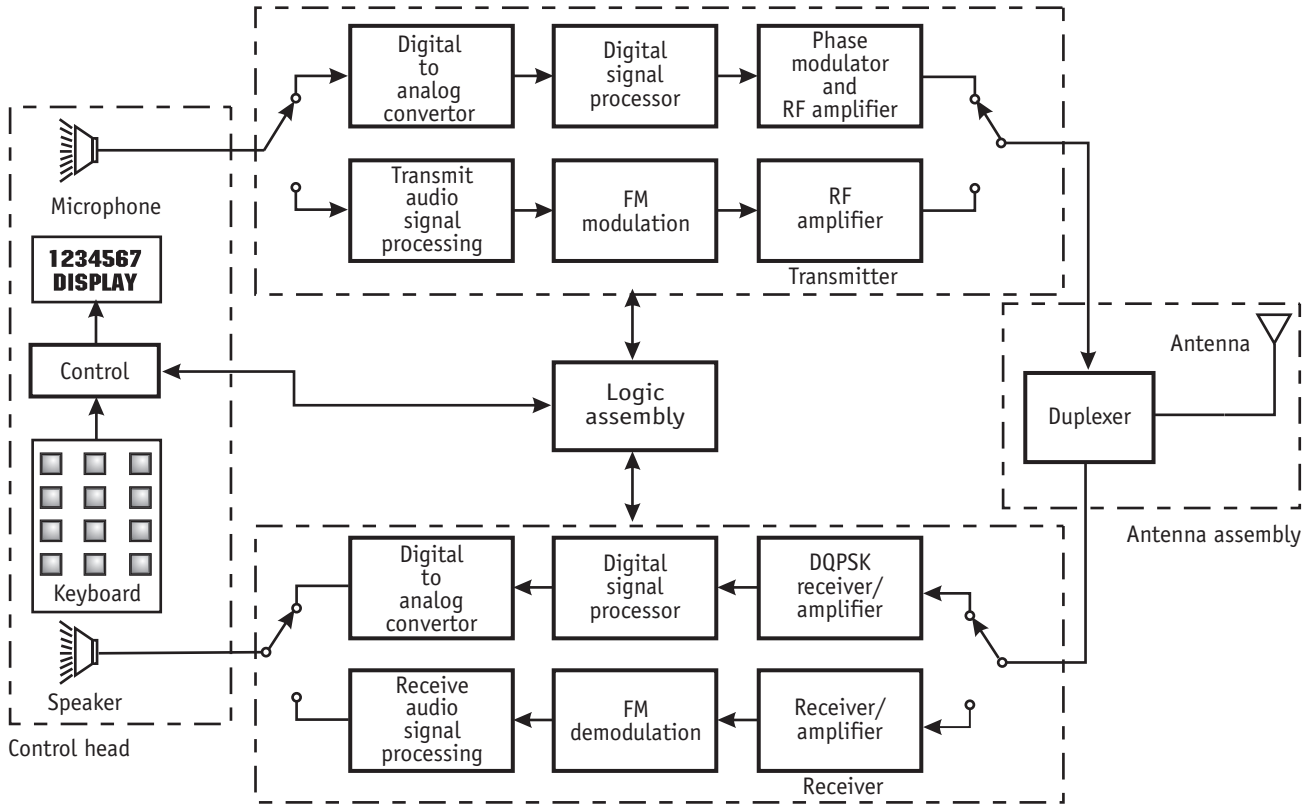 Digital
to
analog
convertor
Digital
signal
processor
Phase
modulator
and
RF amplifier
Microphone
Transmit
audio
signal
processing
FM
modulation
RF
amplifier
Transmitter
1234567
DISPLAY
Control
Logic
assembly
Antenna
Duplexer
Antenna assembly
Keyboard
Digital
to
analog
convertor
Digital
signal
processor
DQPSK
receiver/
amplifier
Speaker
Receive
audio
signal
processing
FM
demodulation
Receiver/
amplifier
Receiver
Control head